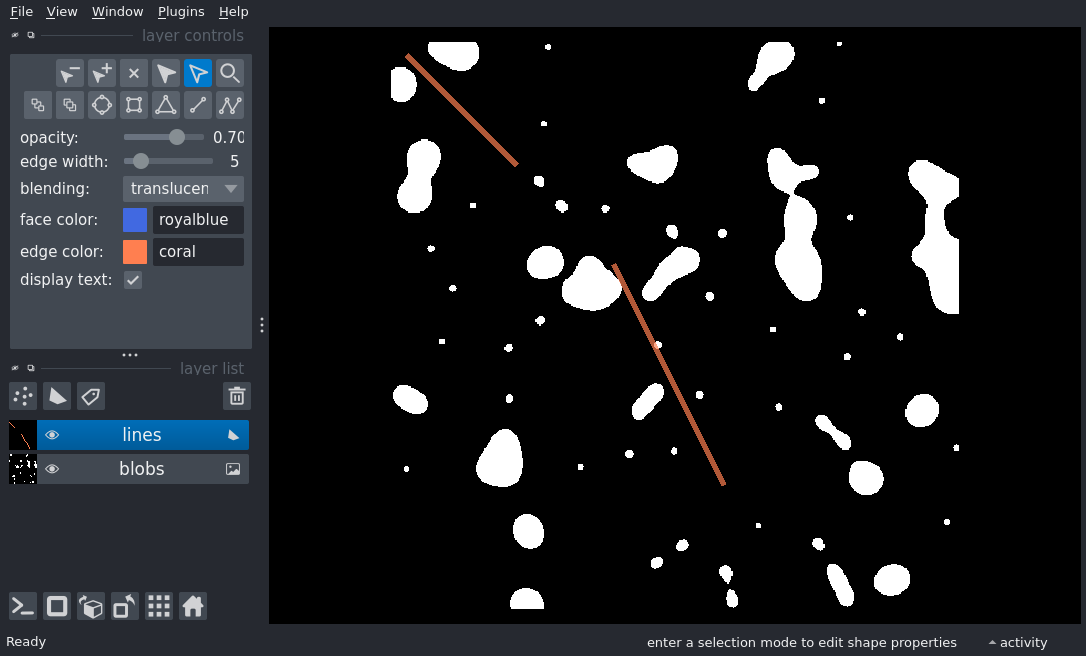 File View Window Plugins Help
layer controls
opacity: 0.70
edge width: 5
blending: translucen
face color: royalblue
edge color: coral
display text:
layer list
lines
blobs
Ready enter a selection mode to edit shape properties activity